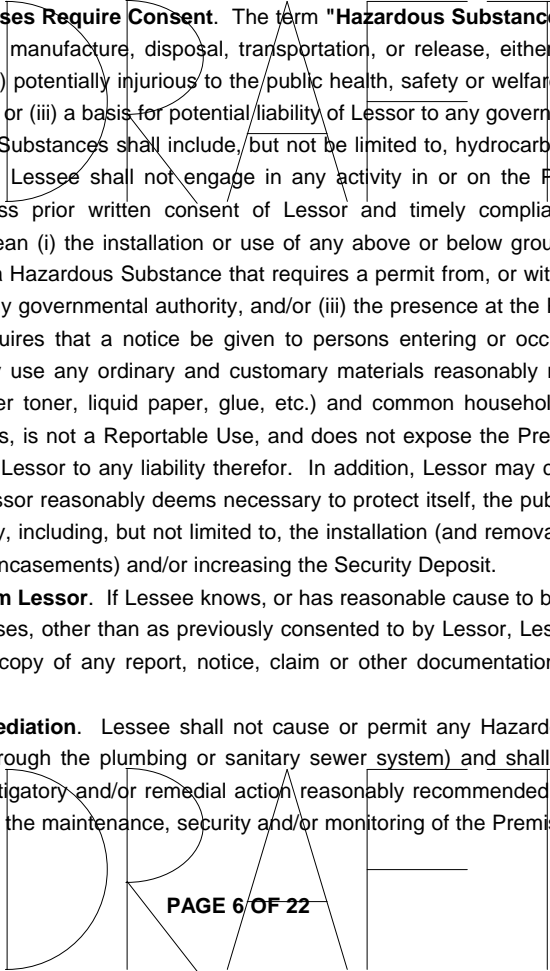 ses Require Consent. The term "Hazardous Substance
manufacture, disposal, transportation, or release, either
) potentially injurious to the public health, safety or welfare
or (iii) a basis for potential liability of Lessor to any govern
Substances shall include, but not be limited to, hydrocarb
Lessee shall not engage in any activity in or on the P
ss prior written consent of Lessor and timely complia
ean (i) the installation or use of any above or below grou
a Hazardous Substance that requires a permit from, or wit
y governmental authority, and/or (iii) the presence at the
uires that a notice be given to persons entering or occ
use any ordinary and customary materials reasonably r
er toner, liquid paper, glue, etc.) and common househol
s, is not a Reportable Use, and does not expose the Pre
Lessor to any liability therefor. In addition, Lessor may c
ssor reasonably deems necessary to protect itself, the pub
y, including, but not limited to, the installation (and remova
ncasements) and/or increasing the Security Deposit.
m Lessor. If Lessee knows, or has reasonable cause to b
ses, other than as previously consented to by Lessor, Les
copy of any report, notice, claim or other documentation
ediation. Lessee shall not cause or permit any Hazard
rough the plumbing or sanitary sewer system) and shall
tigatory and/or remedial action reasonably recommended
the maintenance, security and/or monitoring of the Premis
PAGE 6 OF 22